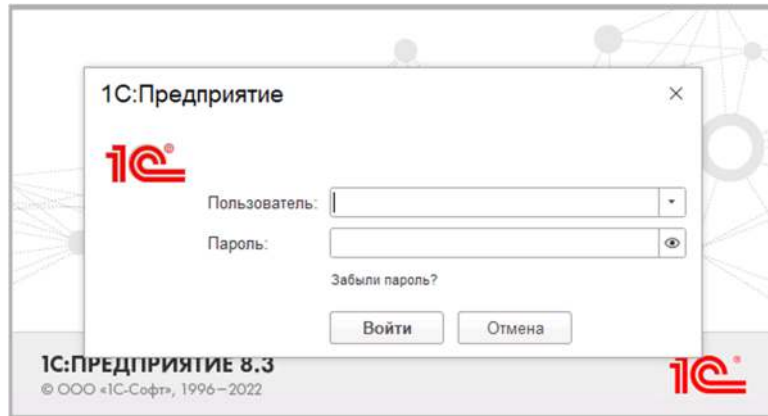 1С:Предприятие
1С®
Пользователь:
Пароль:
Забыли пароль?
Войти Отмена
1С:ПРЕДПРИЯТИЕ 8.3
© ООО «1С-Софт», 1996–2022
1С®